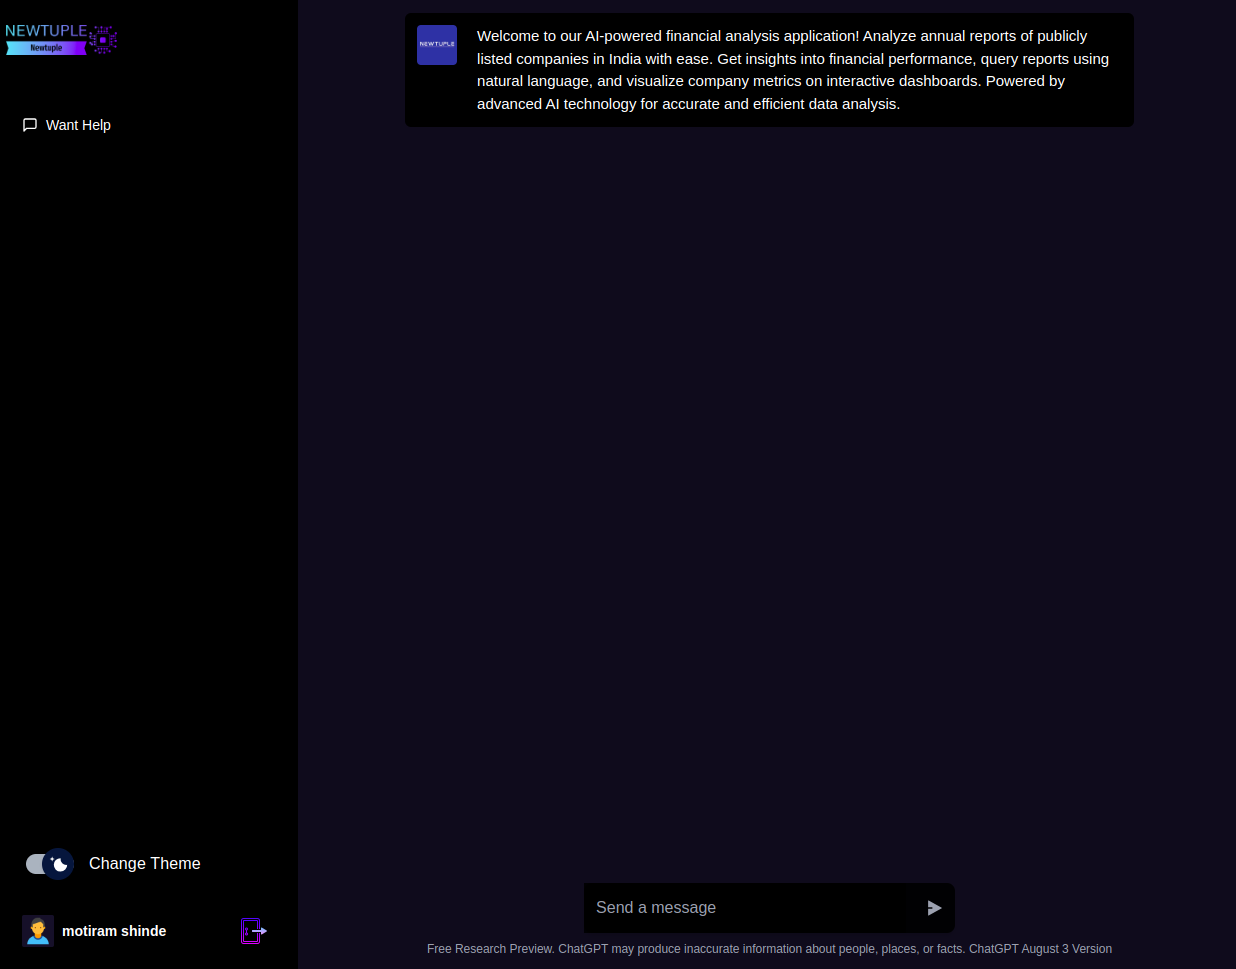 NEWTUPLE
Newtuple
Want Help
Change Theme
motiram shinde
NEWTUPLE
Welcome to our AI-powered financial analysis application! Analyze annual reports of publicly
listed companies in India with ease. Get insights into financial performance, query reports using
natural language, and visualize company metrics on interactive dashboards. Powered by
advanced AI technology for accurate and efficient data analysis.
Send a message
Free Research Preview. ChatGPT may produce inaccurate information about people, places, or facts. ChatGPT August 3 Version